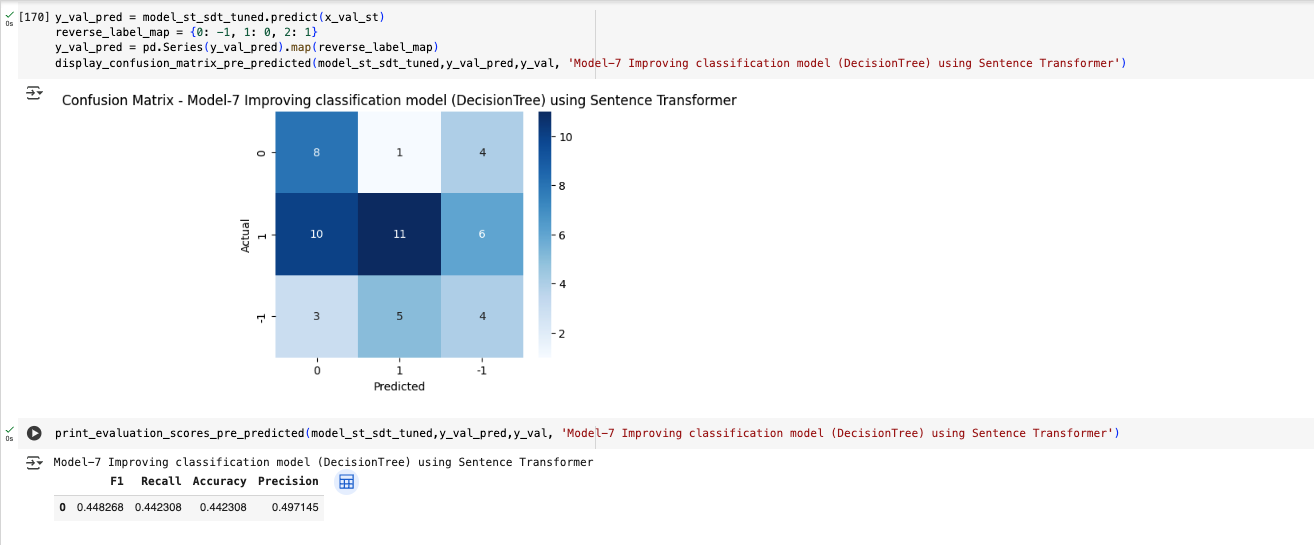 [170] y_val_pred = model_st_sdt_tuned.predict(x_val_st)
0s
reverse_label_map = {0: -1, 1: 0, 2: 1}
y_val_pred = pd.Series(y_val_pred).map(reverse_label_map)
display_confusion_matrix_pre_predicted(model_st_sdt_tuned,y_val_pred,y_val, 'Model-7 Improving classification model (DecisionTree) using Sentence Transformer')
Confusion Matrix - Model-7 Improving classification model (DecisionTree) using Sentence Transformer
0 8 1 4
1 10 11 6
-1 3 5 4
0 1 -1
Actual
Predicted
10
8
6
4
2
0s
print_evaluation_scores_pre_predicted(model_st_sdt_tuned,y_val_pred,y_val, 'Model-7 Improving classification model (DecisionTree) using Sentence Transformer')
Model-7 Improving classification model (DecisionTree) using Sentence Transformer
F1 Recall Accuracy Precision
0 0.448268 0.442308 0.442308 0.497145